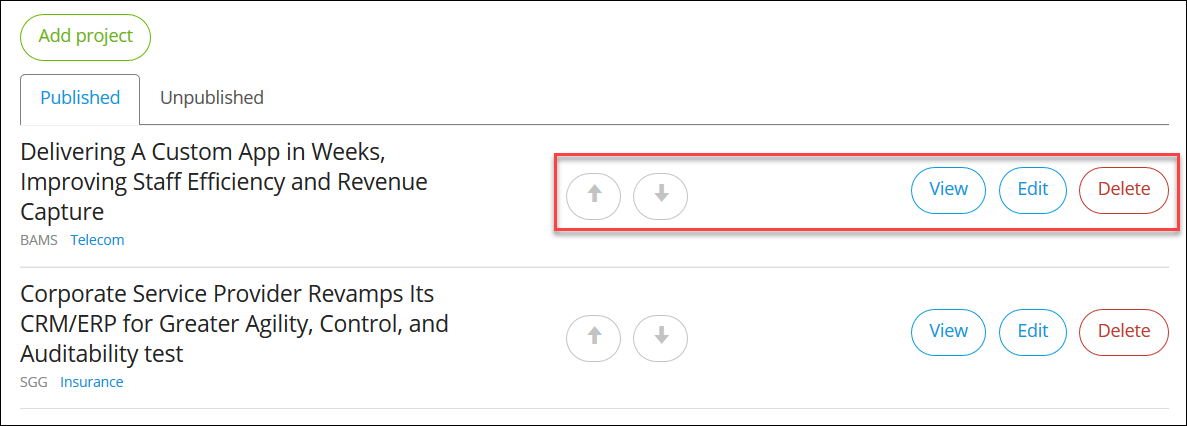 Add project
Published Unpublished
Delivering A Custom App in Weeks,
Improving Staff Efficiency and Revenue
Capture
BAMS Telecom
View Edit Delete
Corporate Service Provider Revamps Its
CRM/ERP for Greater Agility, Control, and
Auditability test
SGG Insurance
View Edit Delete